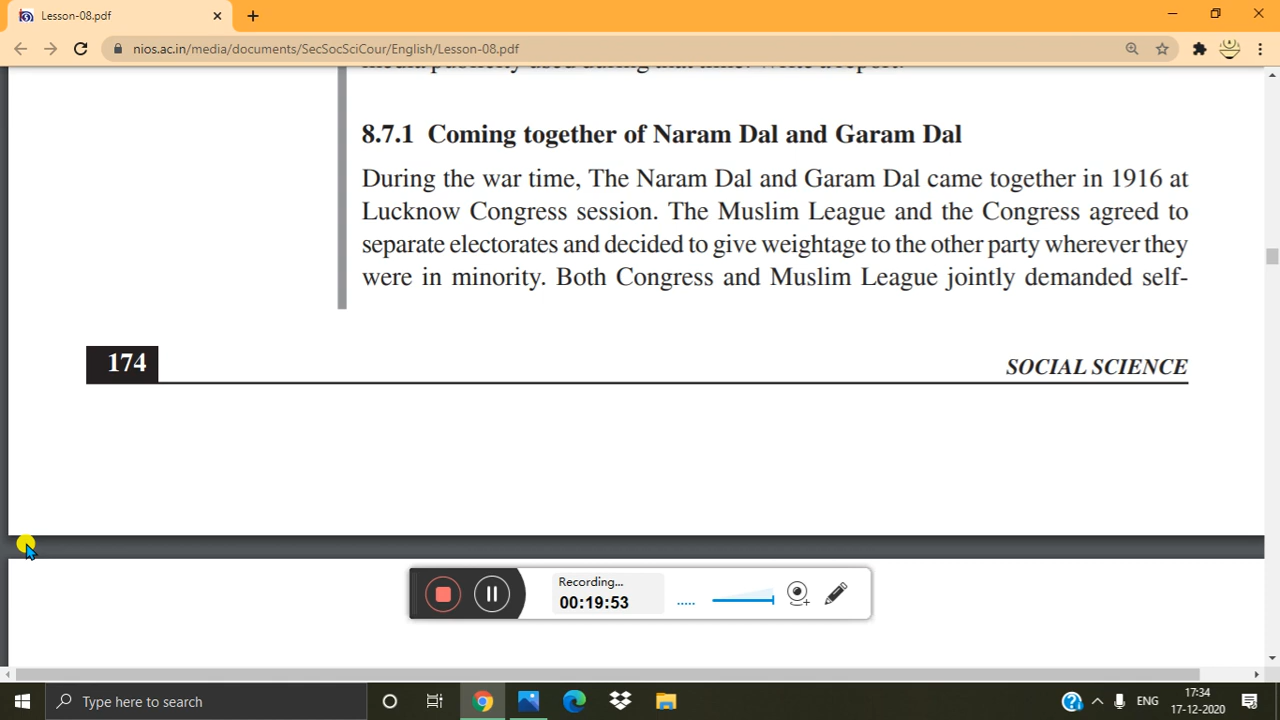 Lesson-08.pdf
nios.ac.in/media/documents/SecSocSciCour/English/Lesson-08.pdf
8.7.1 Coming together of Naram Dal and Garam Dal
During the war time, The Naram Dal and Garam Dal came together in 1916 at
Lucknow Congress session. The Muslim League and the Congress agreed to
separate electorates and decided to give weightage to the other party wherever they
were in minority. Both Congress and Muslim League jointly demanded self-
174
SOCIAL SCIENCE
Recording...
00:19:53
Type here to search
ENG
17:34
17-12-2020